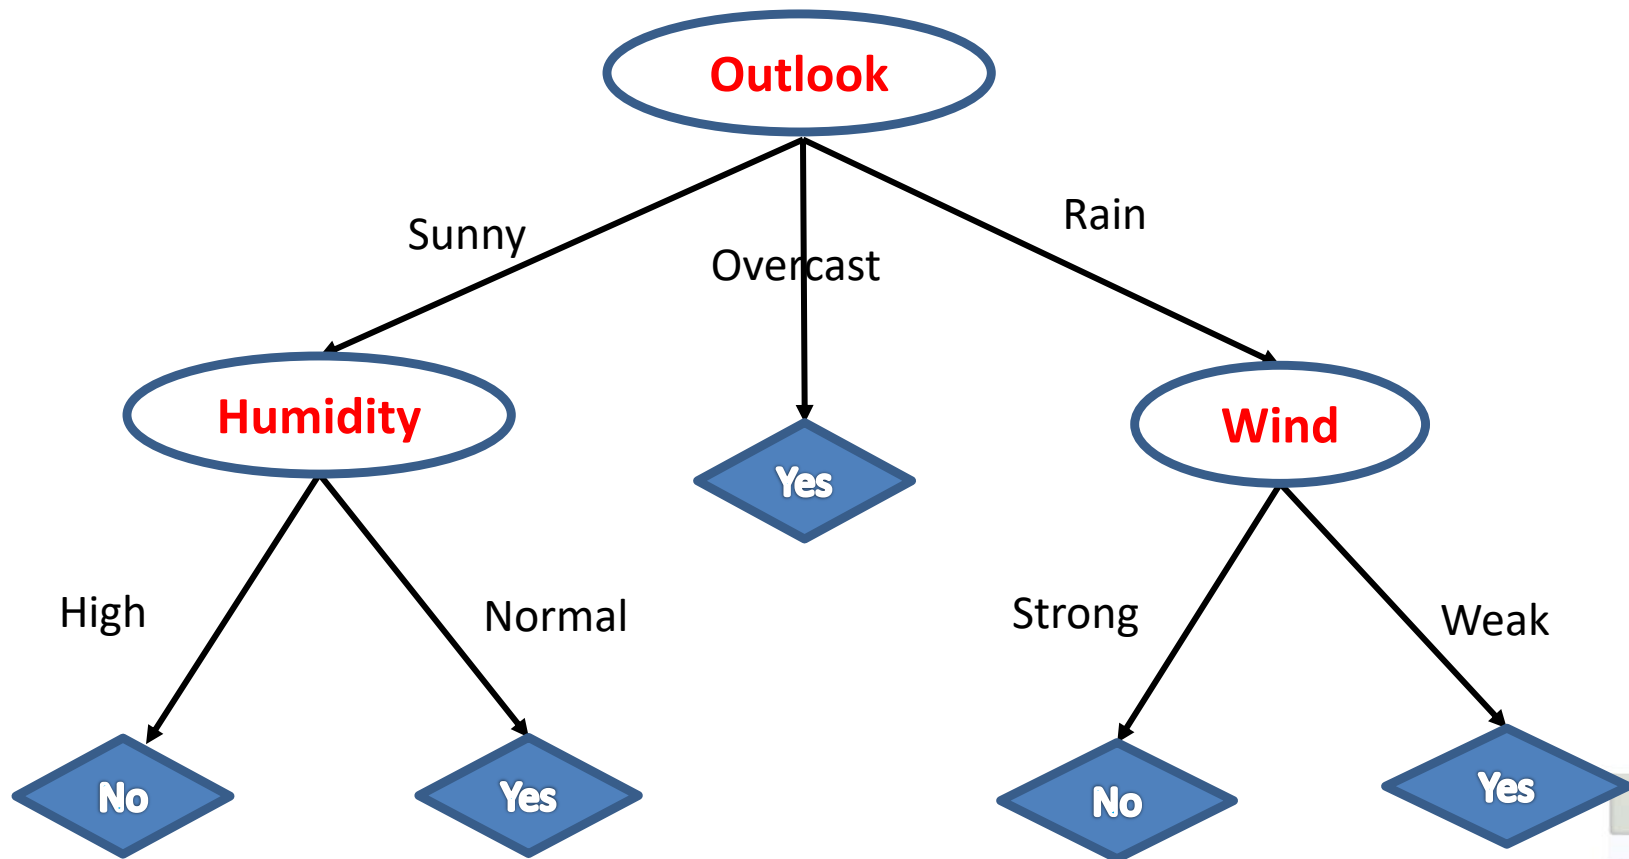 Outlook
Sunny
Overcast
Rain
Humidity
Yes
Wind
High
Normal
Strong
Weak
No
Yes
No
Yes